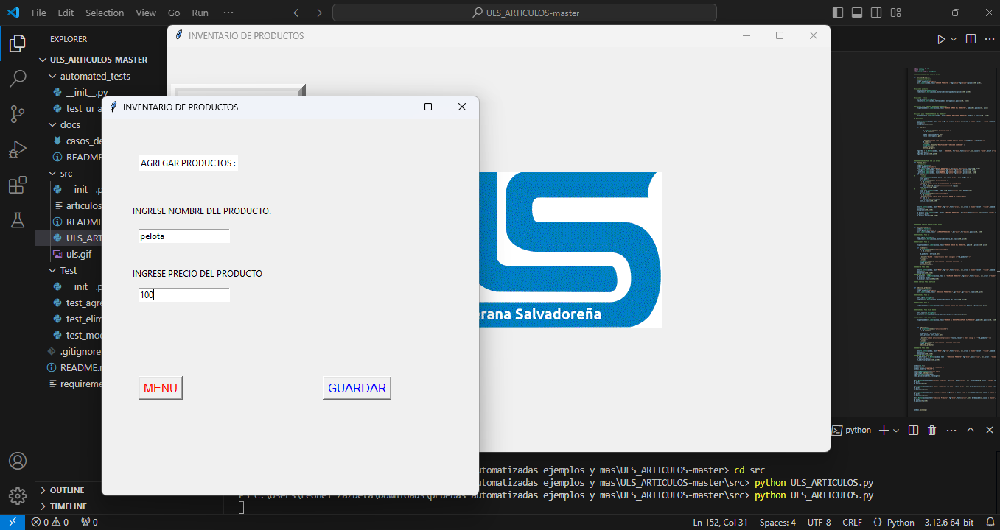 File Edit Selection View Go Run ···
ULS_ARTICULOS-master
EXPLORER
ULS_ARTICULOS-MASTER
automated_tests
__init__.py
test_ui_a
docs
casos_de
README
src
__init__.p
articulos
README
ULS_ART
uls.gif
Test
__init__.p
test_agre
test_elim
test_mod
.gitignore
README.r
requireme
OUTLINE
TIMELINE
INVENTARIO DE PRODUCTOS
INVENTARIO DE PRODUCTOS
AGREGAR PRODUCTOS :
INGRESE NOMBRE DEL PRODUCTO.
pelota
INGRESE PRECIO DEL PRODUCTO
100
MENU
GUARDAR
erana Salvadoreña
python
utomatizadas ejemplos y mas\ULS_ARTICULOS-master> cd src
utomatizadas ejemplos y mas\ULS_ARTICULOS-master\src> python ULS_ARTICULOS.py
PS C:\Users\Leonel Zazueta\Downloads\pruebas automatizadas ejemplos y mas\ULS_ARTICULOS-master\src> python ULS_ARTICULOS.py
0 0 0
Ln 152, Col 31 Spaces: 4 UTF-8 CRLF {} Python 3.12.6 64-bit